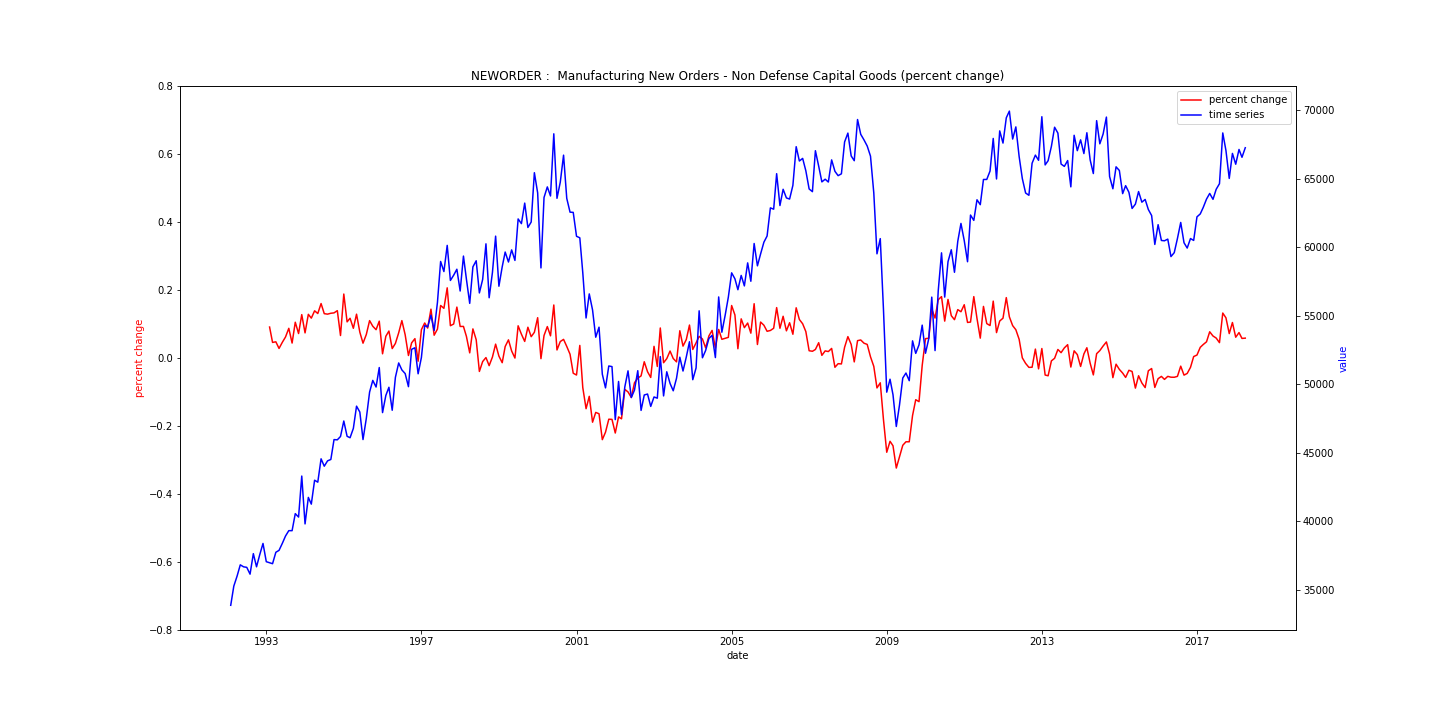 NEWORDER :  Manufacturing New Orders - Non Defense Capital Goods (percent change)
percent change
time series
0.8
0.6
0.4
0.2
0.0
−0.2
−0.4
−0.6
−0.8
percent change
70000
65000
60000
55000
50000
45000
40000
35000
value
1993 1997 2001 2005 2009 2013 2017
date